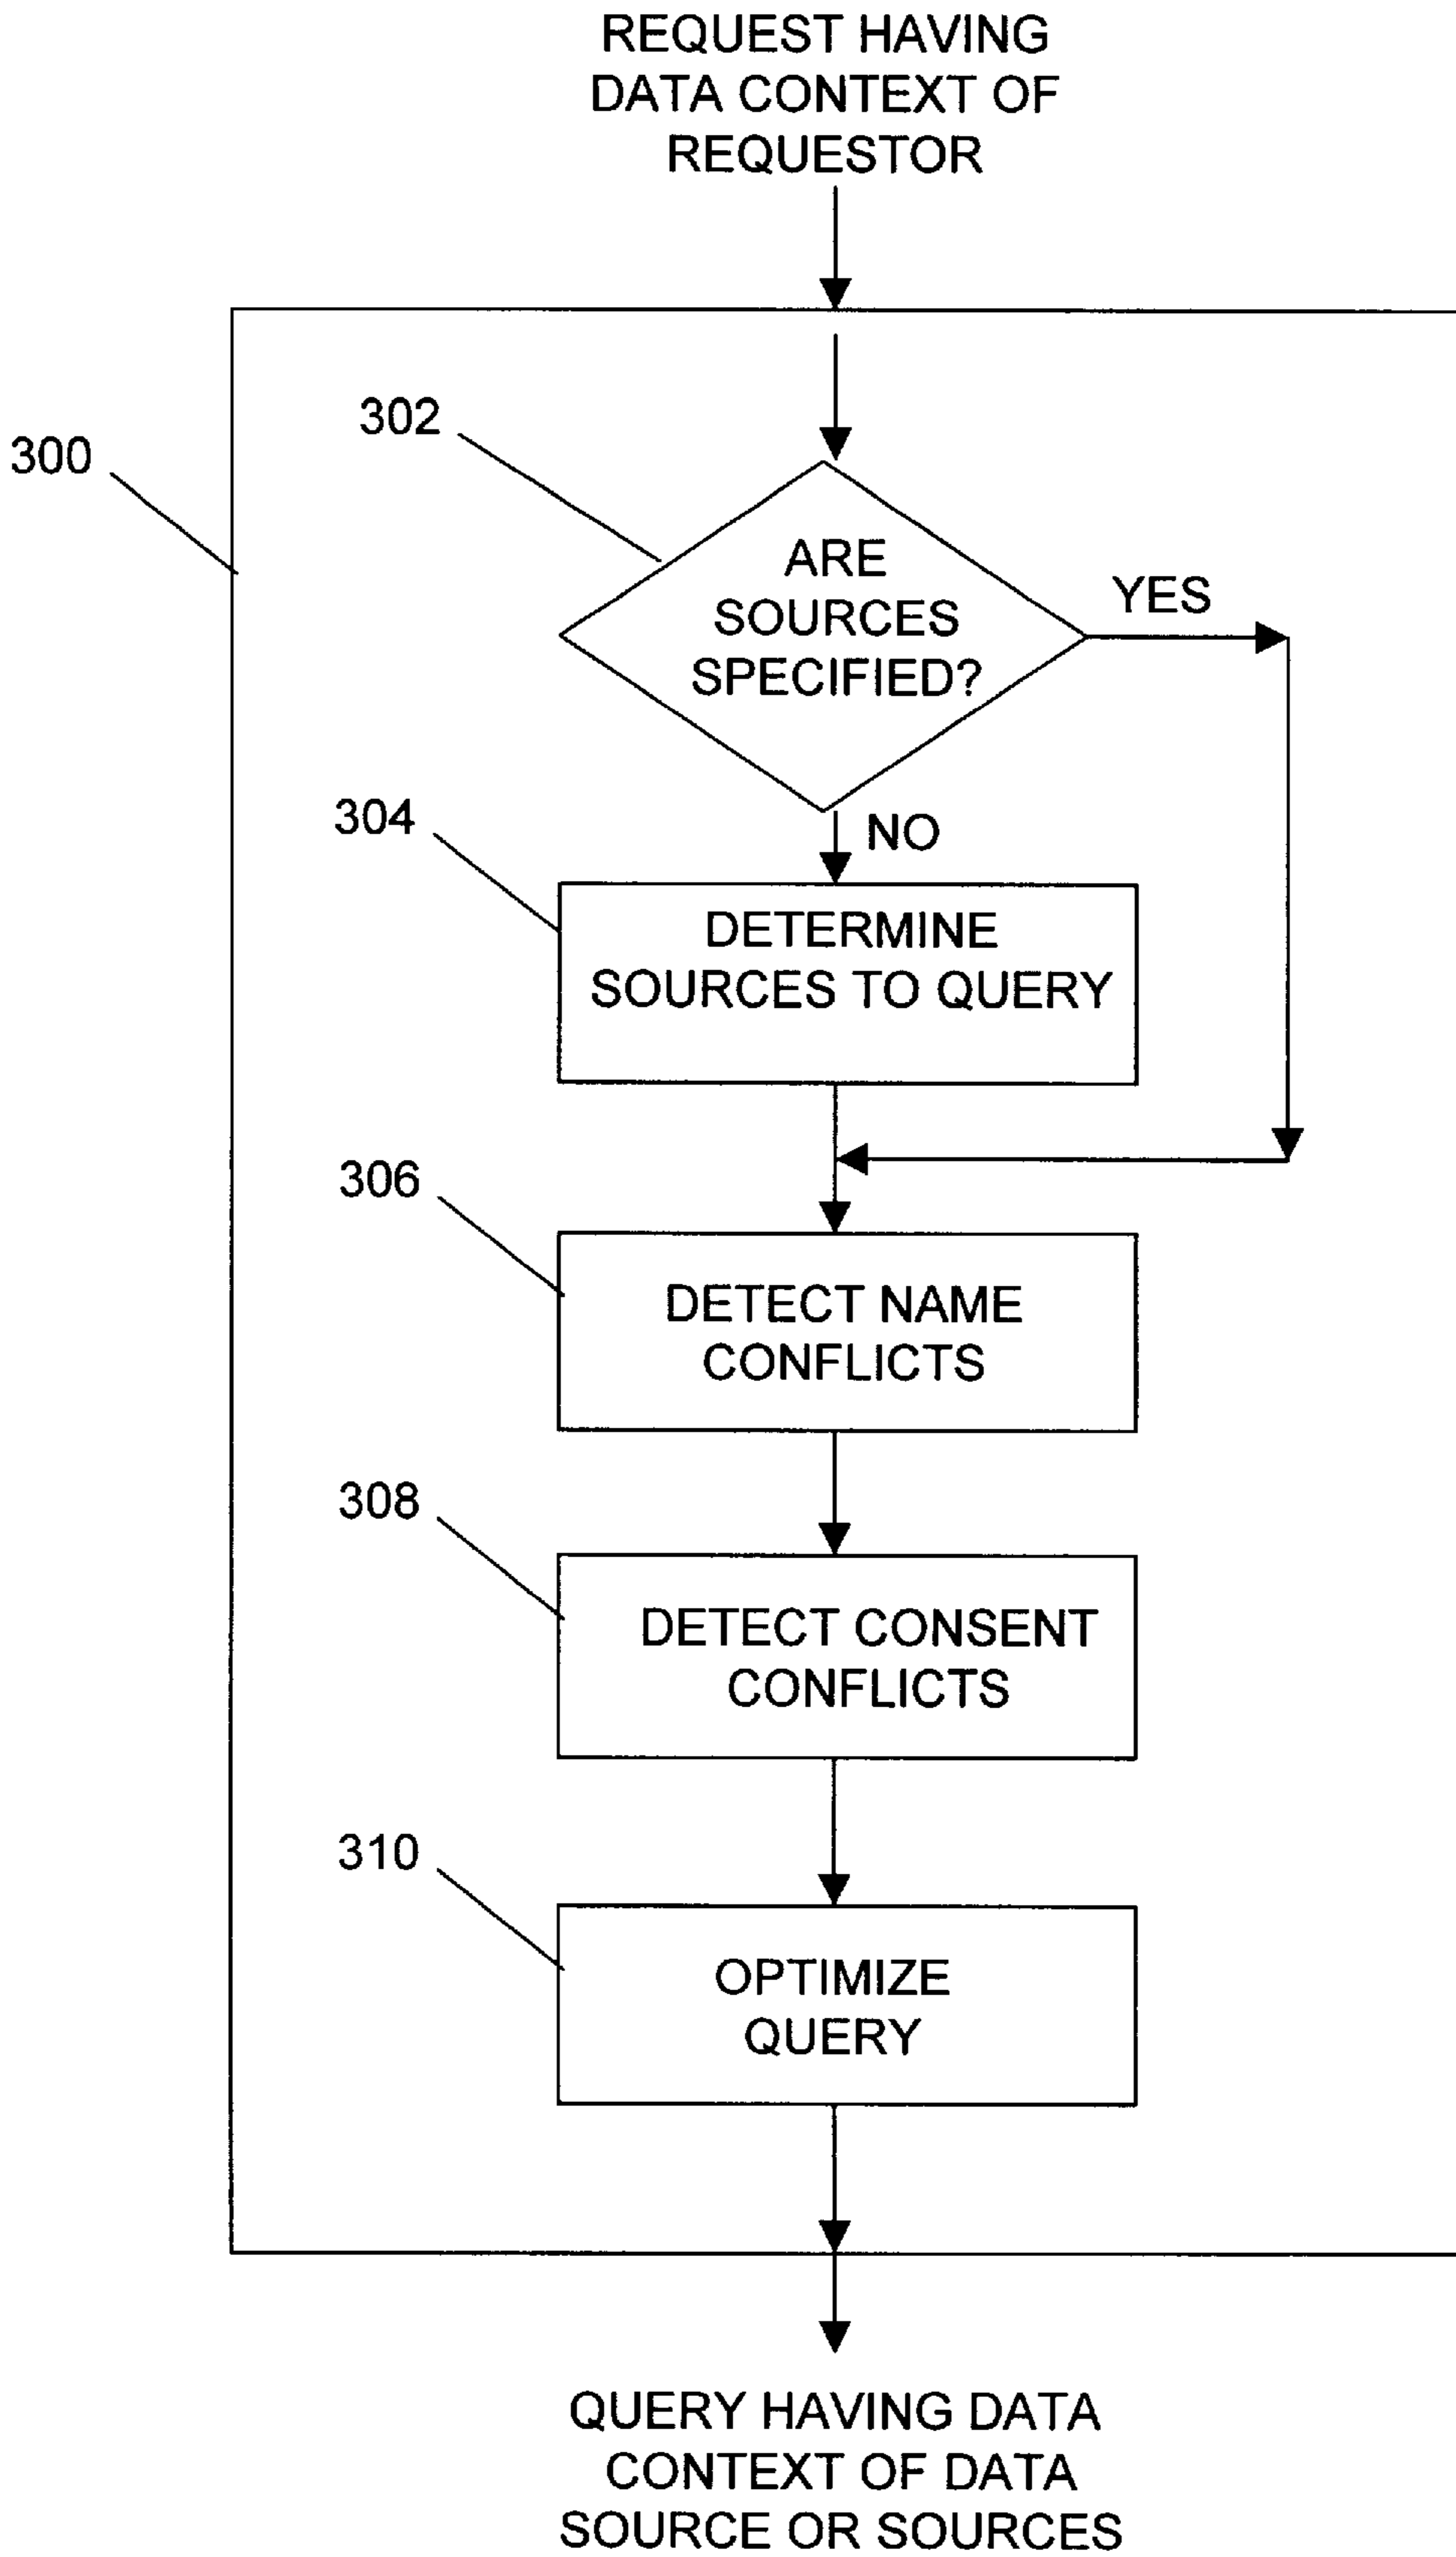 REQUEST HAVING
DATA CONTEXT OF
REQUESTOR
302
300
ARE
SOURCES
SPECIFIED?
YES
304
NO
DETERMINE
SOURCES TO QUERY
306
DETECT NAME
CONFLICTS
308
DETECT CONSENT
CONFLICTS
310
OPTIMIZE
QUERY
QUERY HAVING DATA
CONTEXT OF DATA
SOURCE OR SOURCES